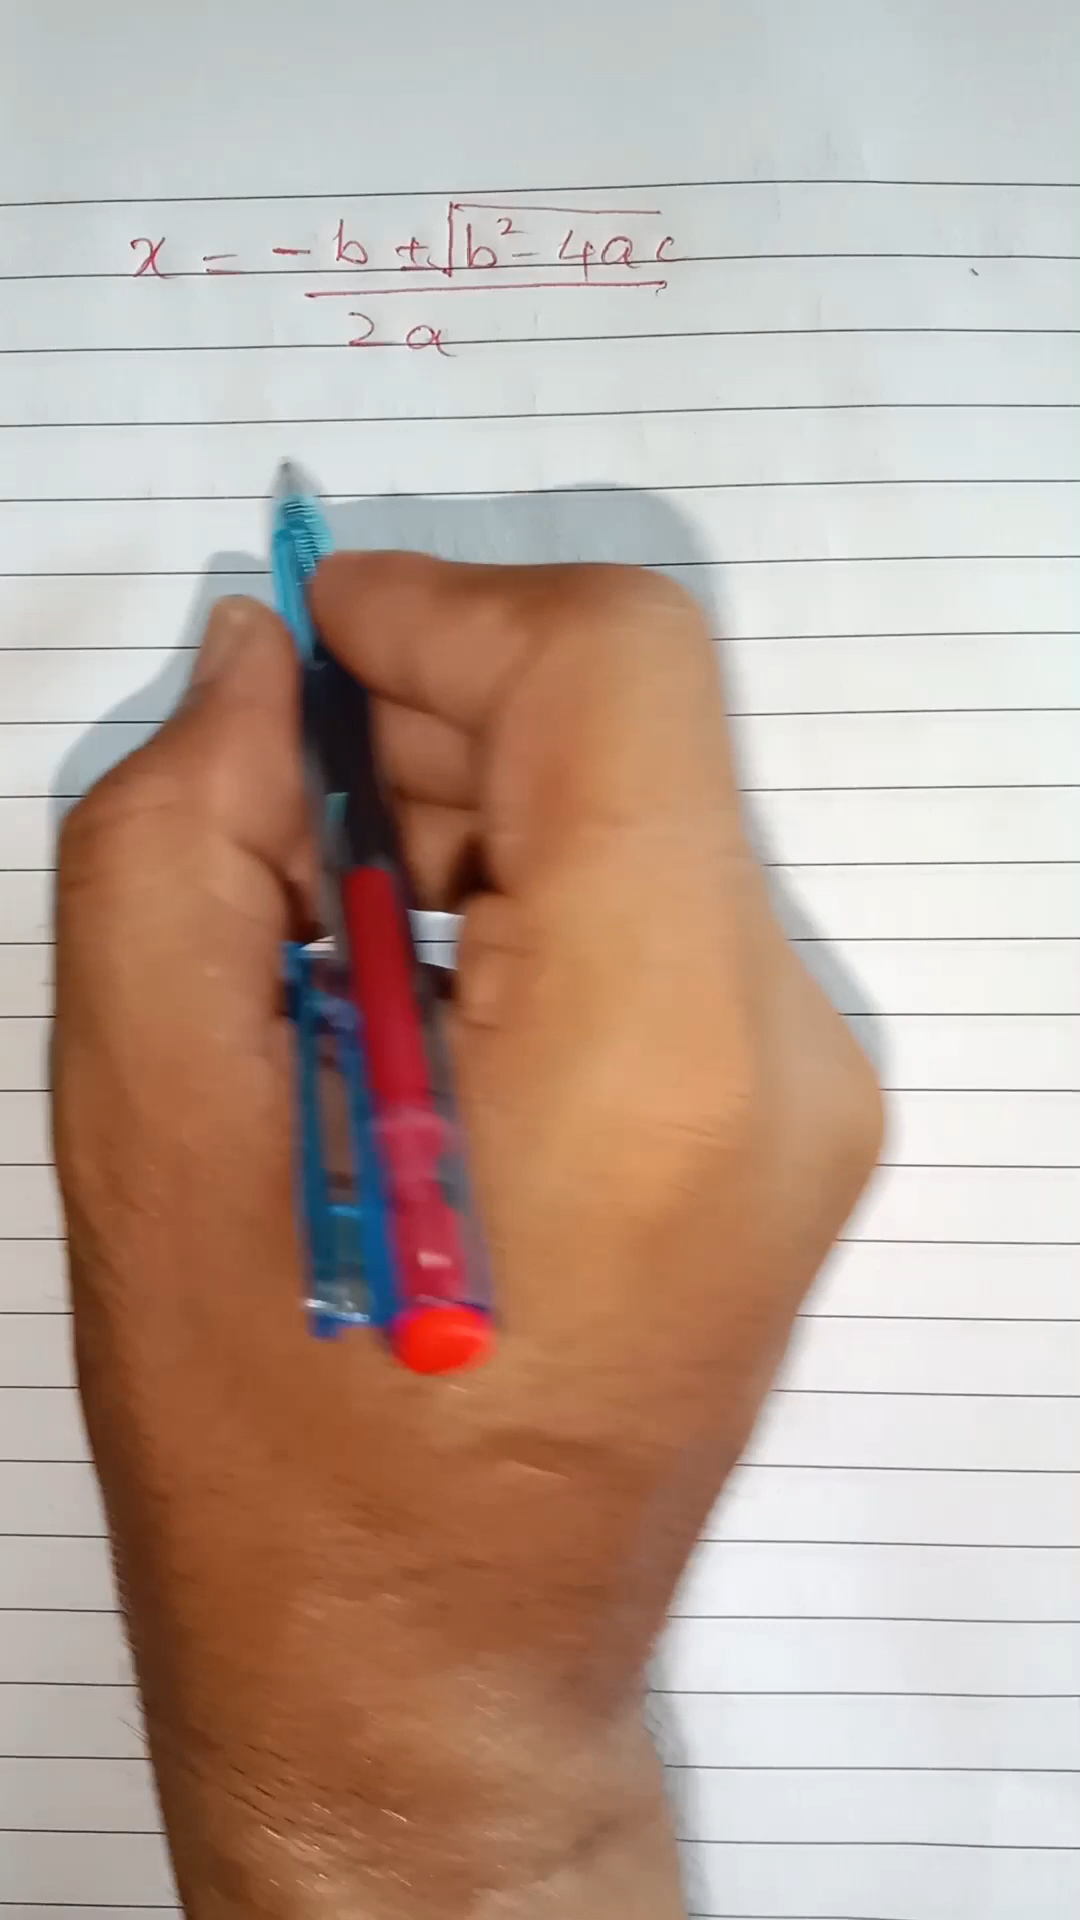 x = -b ±√b²-4ac
2a